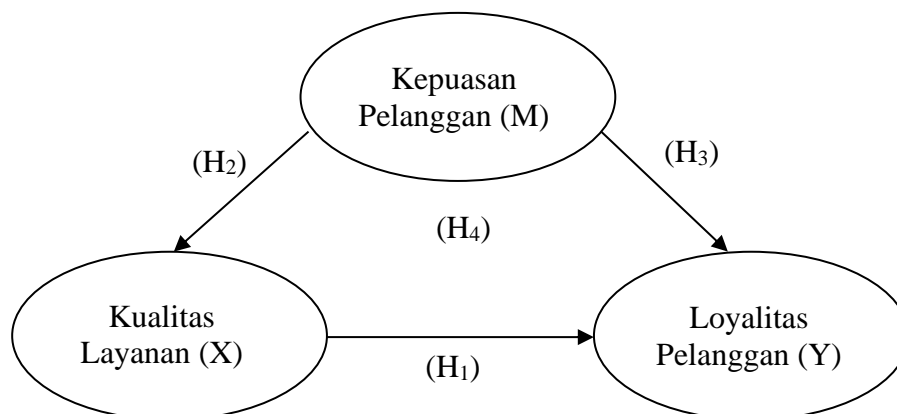 Kepuasan
Pelanggan (M)
(H₂)
(H₃)
(H₄)
Kualitas
Layanan (X)
Loyalitas
Pelanggan (Y)
(H₁)